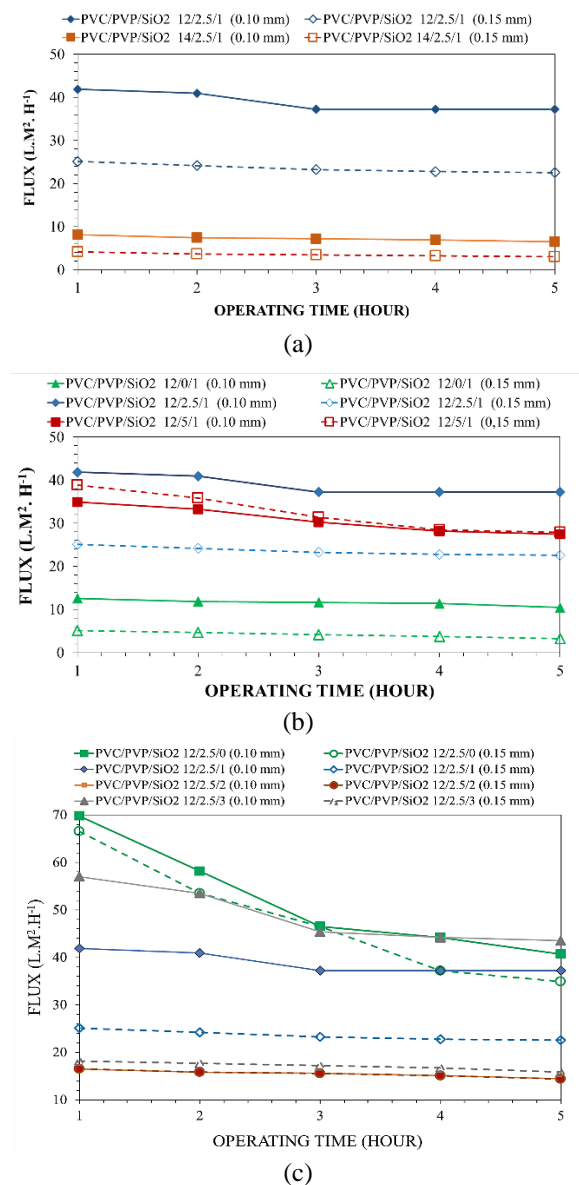 PVC/PVP/SiO2 12/2.5/1 (0.10 mm) PVC/PVP/SiO2 12/2.5/1 (0.15 mm)
PVC/PVP/SiO2 14/2.5/1 (0.10 mm) PVC/PVP/SiO2 14/2.5/1 (0.15 mm)
50
40
30
20
10
0
FLUX (L.M². H⁻¹)
1 2 3 4 5
OPERATING TIME (HOUR)
(a)
PVC/PVP/SiO2 12/0/1 (0.10 mm) PVC/PVP/SiO2 12/0/1 (0.15 mm)
PVC/PVP/SiO2 12/2.5/1 (0.10 mm) PVC/PVP/SiO2 12/2.5/1 (0.15 mm)
PVC/PVP/SiO2 12/5/1 (0.10 mm) PVC/PVP/SiO2 12/5/1 (0,15 mm)
50
40
30
20
10
0
FLUX (L.M². H⁻¹)
1 2 3 4 5
OPERATING TIME (HOUR)
(b)
PVC/PVP/SiO2 12/2.5/0 (0.10 mm) PVC/PVP/SiO2 12/2.5/0 (0.15 mm)
PVC/PVP/SiO2 12/2.5/1 (0.10 mm) PVC/PVP/SiO2 12/2.5/1 (0.15 mm)
PVC/PVP/SiO2 12/2.5/2 (0.10 mm) PVC/PVP/SiO2 12/2.5/2 (0.15 mm)
PVC/PVP/SiO2 12/2.5/3 (0.10 mm) PVC/PVP/SiO2 12/2.5/3 (0.15 mm)
70
60
50
40
30
20
10
FLUX (L.M².H⁻¹)
1 2 3 4 5
OPERATING TIME (HOUR)
(c)